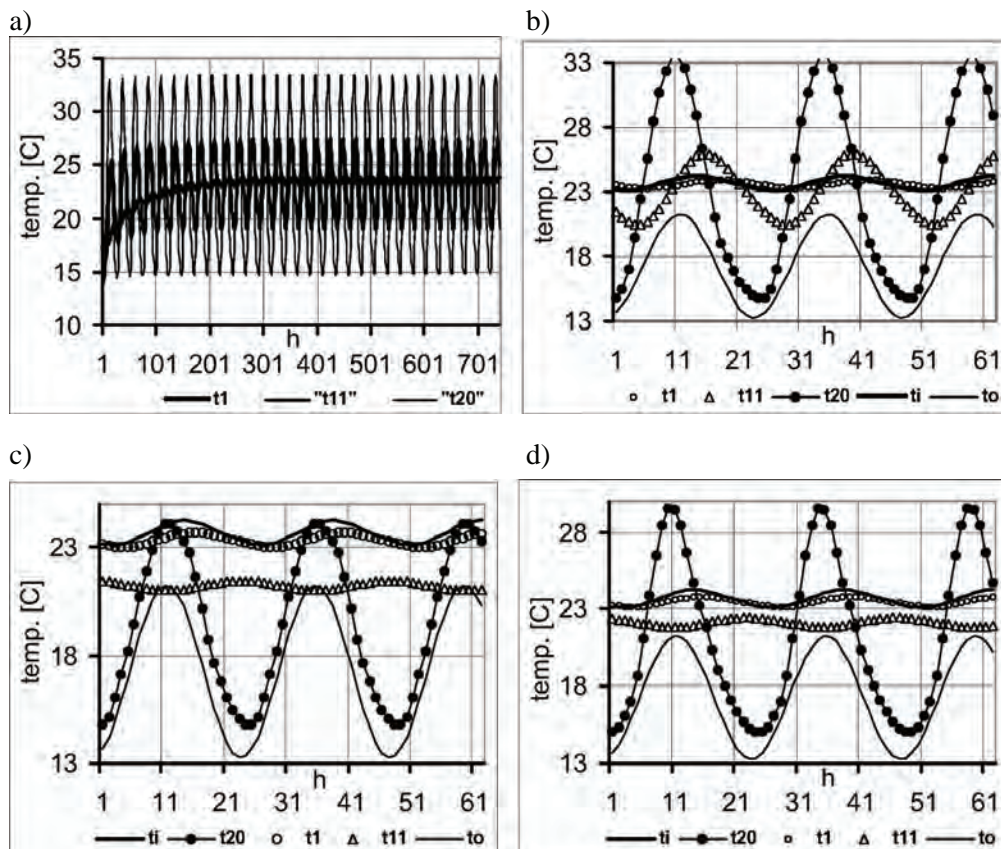 a)
temp. [C]
35
30
25
20
15
10
1 101 201 301 401 501 601 701
h
t1 "t11" "t20"
b)
temp. [C]
33
28
23
18
13
1 11 21 31 41 51 61
h
t1 t11 t20 ti to
c)
temp. [C]
23
18
13
1 11 21 31 41 51 61
h
ti t20 t1 t11 to
d)
temp. [C]
28
23
18
13
1 11 21 31 41 51 61
h
ti t20 t1 t11 to